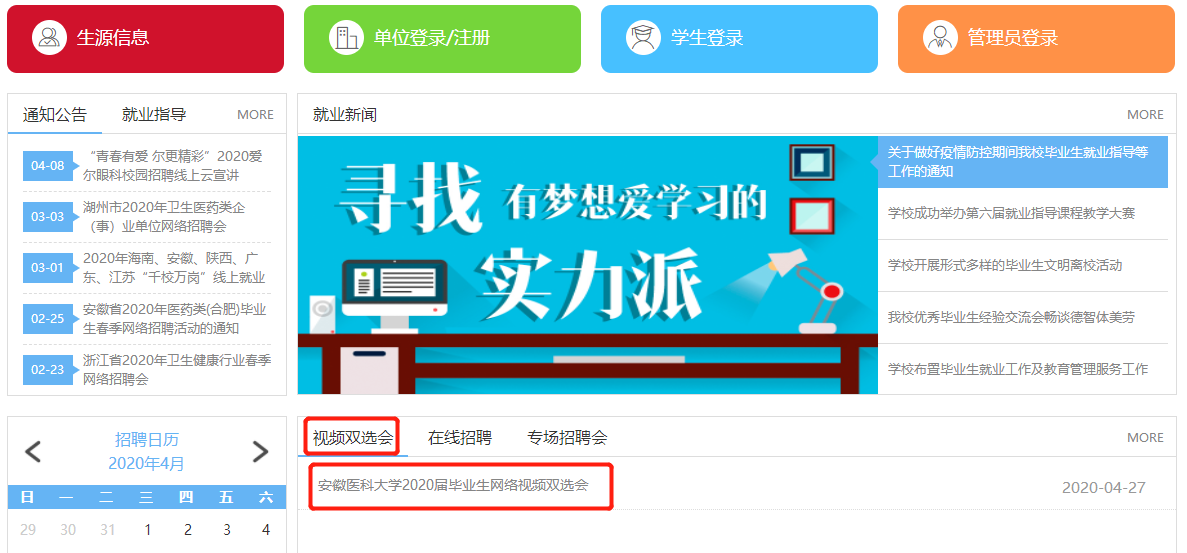 生源信息
单位登录/注册
学生登录
管理员登录
通知公告
就业指导
MORE
04-08
“青春有爱 尔更精彩”2020爱
尔眼科校园招聘线上云宣讲
03-03
湖州市2020年卫生医药类企
（事）业单位网络招聘会
03-01
2020年海南、安徽、陕西、广
东、江苏“千校万岗”线上就业
02-25
安徽省2020年医药类(合肥)毕业
生春季网络招聘活动的通知
02-23
浙江省2020年卫生健康行业春季
网络招聘会
就业新闻
MORE
寻找
有梦想爱学习的
实力派
关于做好疫情防控期间我校毕业生就业指导等
工作的通知
学校成功举办第六届就业指导课程教学大赛
学校开展形式多样的毕业生文明离校活动
我校优秀毕业生经验交流会畅谈德智体美劳
学校布置毕业生就业工作及教育管理服务工作
招聘日历
2020年4月
日 一 二 三 四 五 六
29 30 31 1 2 3 4
视频双选会
在线招聘
专场招聘会
MORE
安徽医科大学2020届毕业生网络视频双选会
2020-04-27